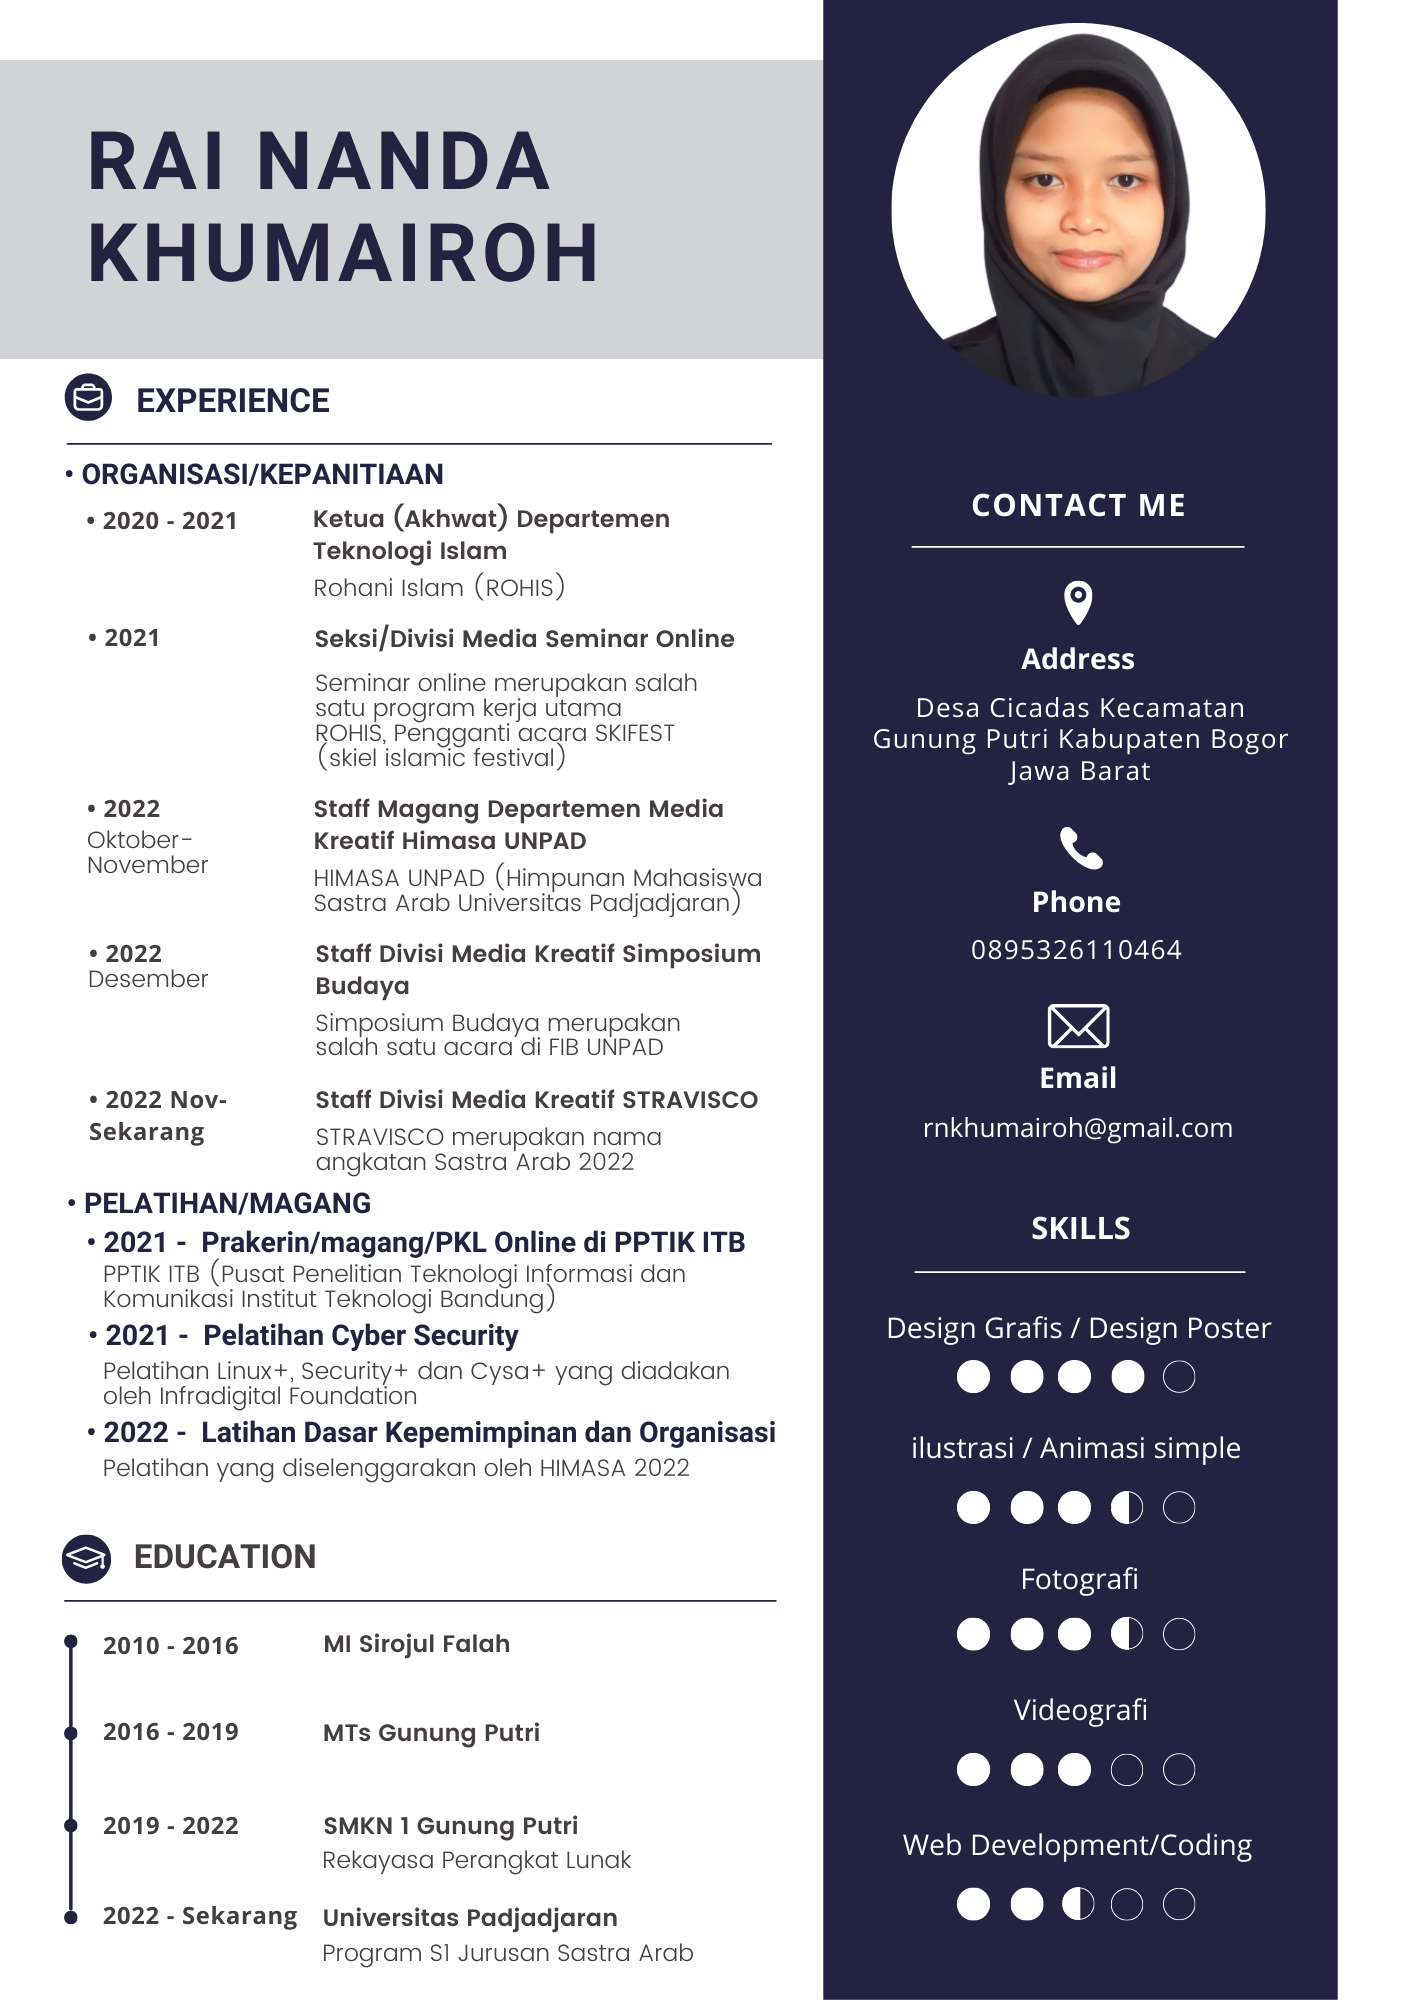 RAI NANDA
KHUMAIROH
EXPERIENCE
• ORGANISASI/KEPANITIAAN
• 2020 - 2021
Ketua (Akhwat) Departemen
Teknologi Islam
Rohani Islam (ROHIS)
• 2021
Seksi/Divisi Media Seminar Online
Seminar online merupakan salah
satu program kerja utama
ROHIS, Pengganti acara SKIFEST
(skiel islamic festival)
• 2022
Oktober-
November
Staff Magang Departemen Media
Kreatif Himasa UNPAD
HIMASA UNPAD (Himpunan Mahasiswa
Sastra Arab Universitas Padjadjaran)
• 2022
Desember
Staff Divisi Media Kreatif Simposium
Budaya
Simposium Budaya merupakan
salah satu acara di FIB UNPAD
• 2022 Nov-
Sekarang
Staff Divisi Media Kreatif STRAVISCO
STRAVISCO merupakan nama
angkatan Sastra Arab 2022
• PELATIHAN/MAGANG
• 2021 - Prakerin/magang/PKL Online di PPTIK ITB
PPTIK ITB (Pusat Penelitian Teknologi Informasi dan
Komunikasi Institut Teknologi Bandung)
• 2021 - Pelatihan Cyber Security
Pelatihan Linux+, Security+ dan Cysa+ yang diadakan
oleh Infradigital Foundation
• 2022 - Latihan Dasar Kepemimpinan dan Organisasi
Pelatihan yang diselenggarakan oleh HIMASA 2022
EDUCATION
2010 - 2016
MI Sirojul Falah
2016 - 2019
MTs Gunung Putri
2019 - 2022
SMKN 1 Gunung Putri
Rekayasa Perangkat Lunak
2022 - Sekarang
Universitas Padjadjaran
Program S1 Jurusan Sastra Arab
CONTACT ME
Address
Desa Cicadas Kecamatan
Gunung Putri Kabupaten Bogor
Jawa Barat
Phone
0895326110464
Email
rnkhumairoh@gmail.com
SKILLS
Design Grafis / Design Poster
ilustrasi / Animasi simple
Fotografi
Videografi
Web Development/Coding